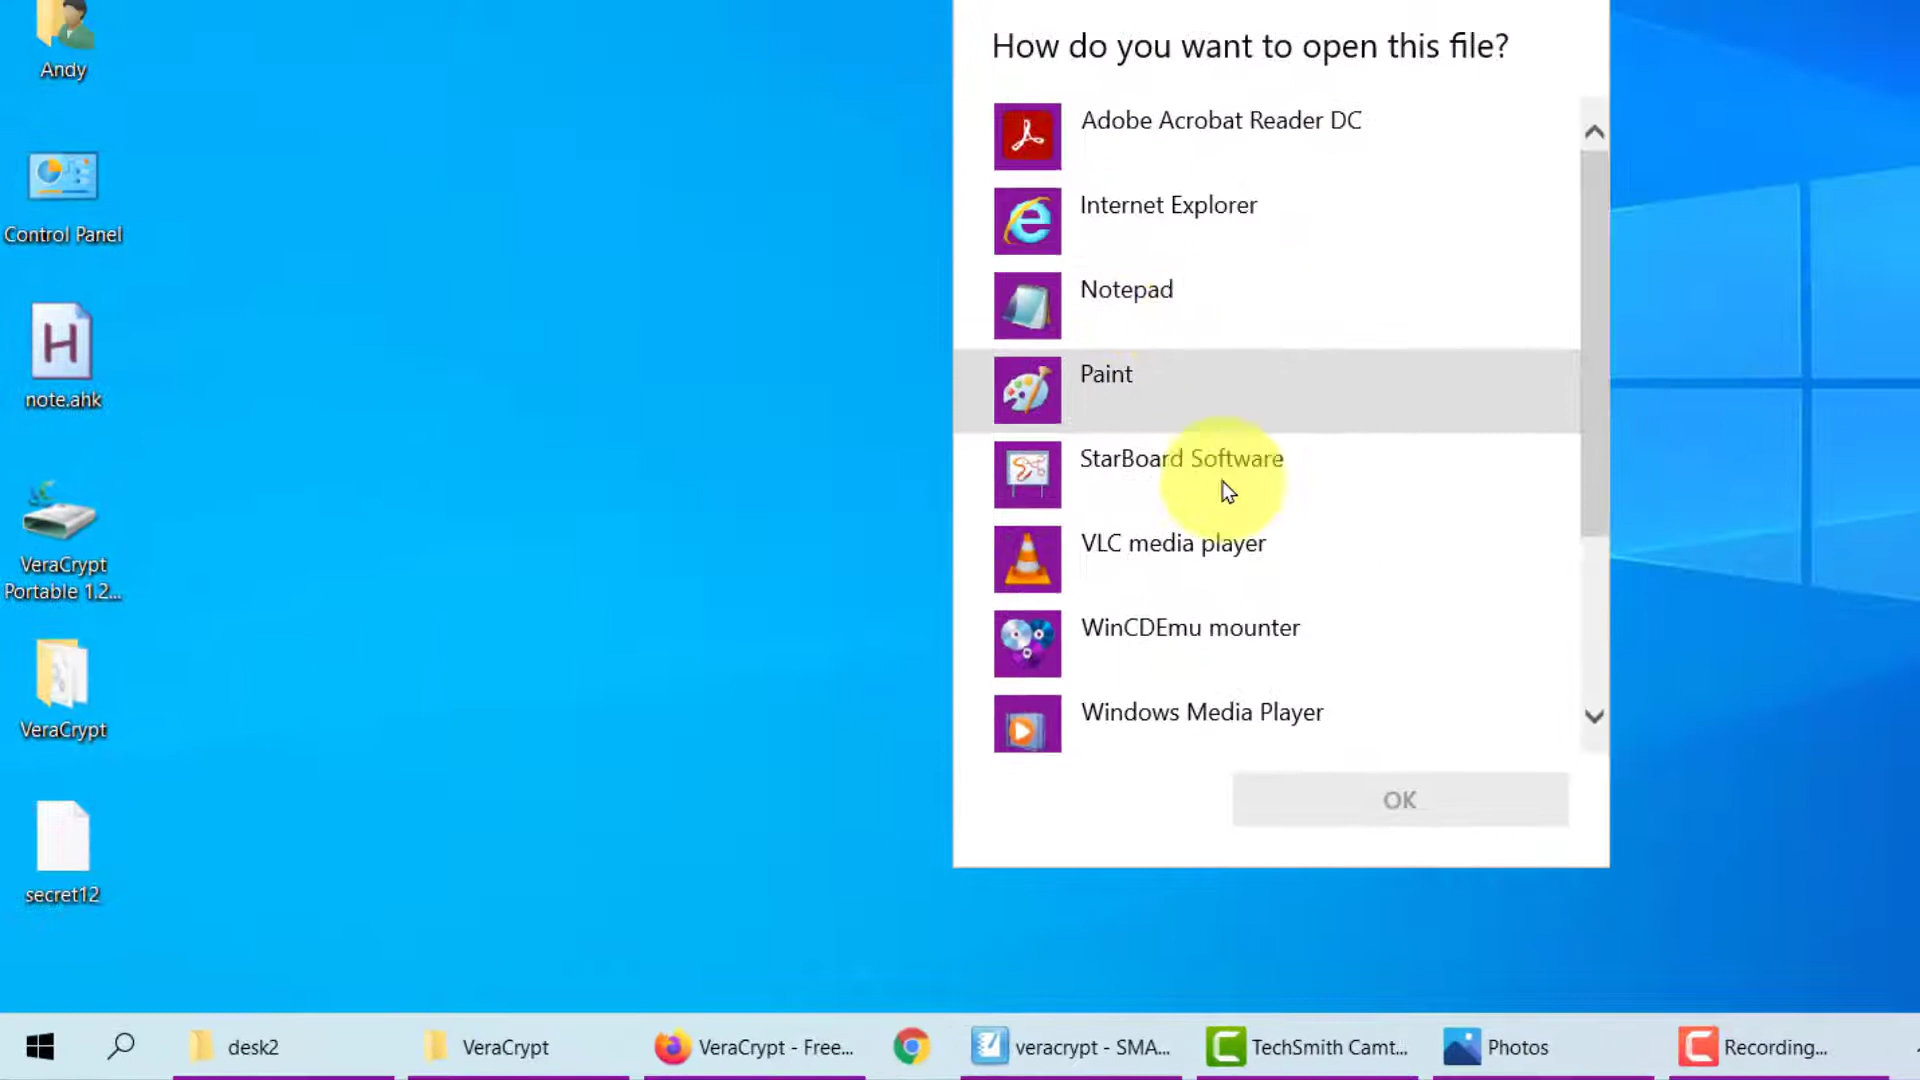 Andy
Control Panel
H
note.ahk
VeraCrypt
Portable 1.2...
VeraCrypt
secret12
How do you want to open this file?
Adobe Acrobat Reader DC
Internet Explorer
Notepad
Paint
StarBoard Software
VLC media player
WinCDEmu mounter
Windows Media Player
OK
desk2
VeraCrypt
VeraCrypt - Free...
veracrypt - SMA...
TechSmith Camt...
Photos
Recording...